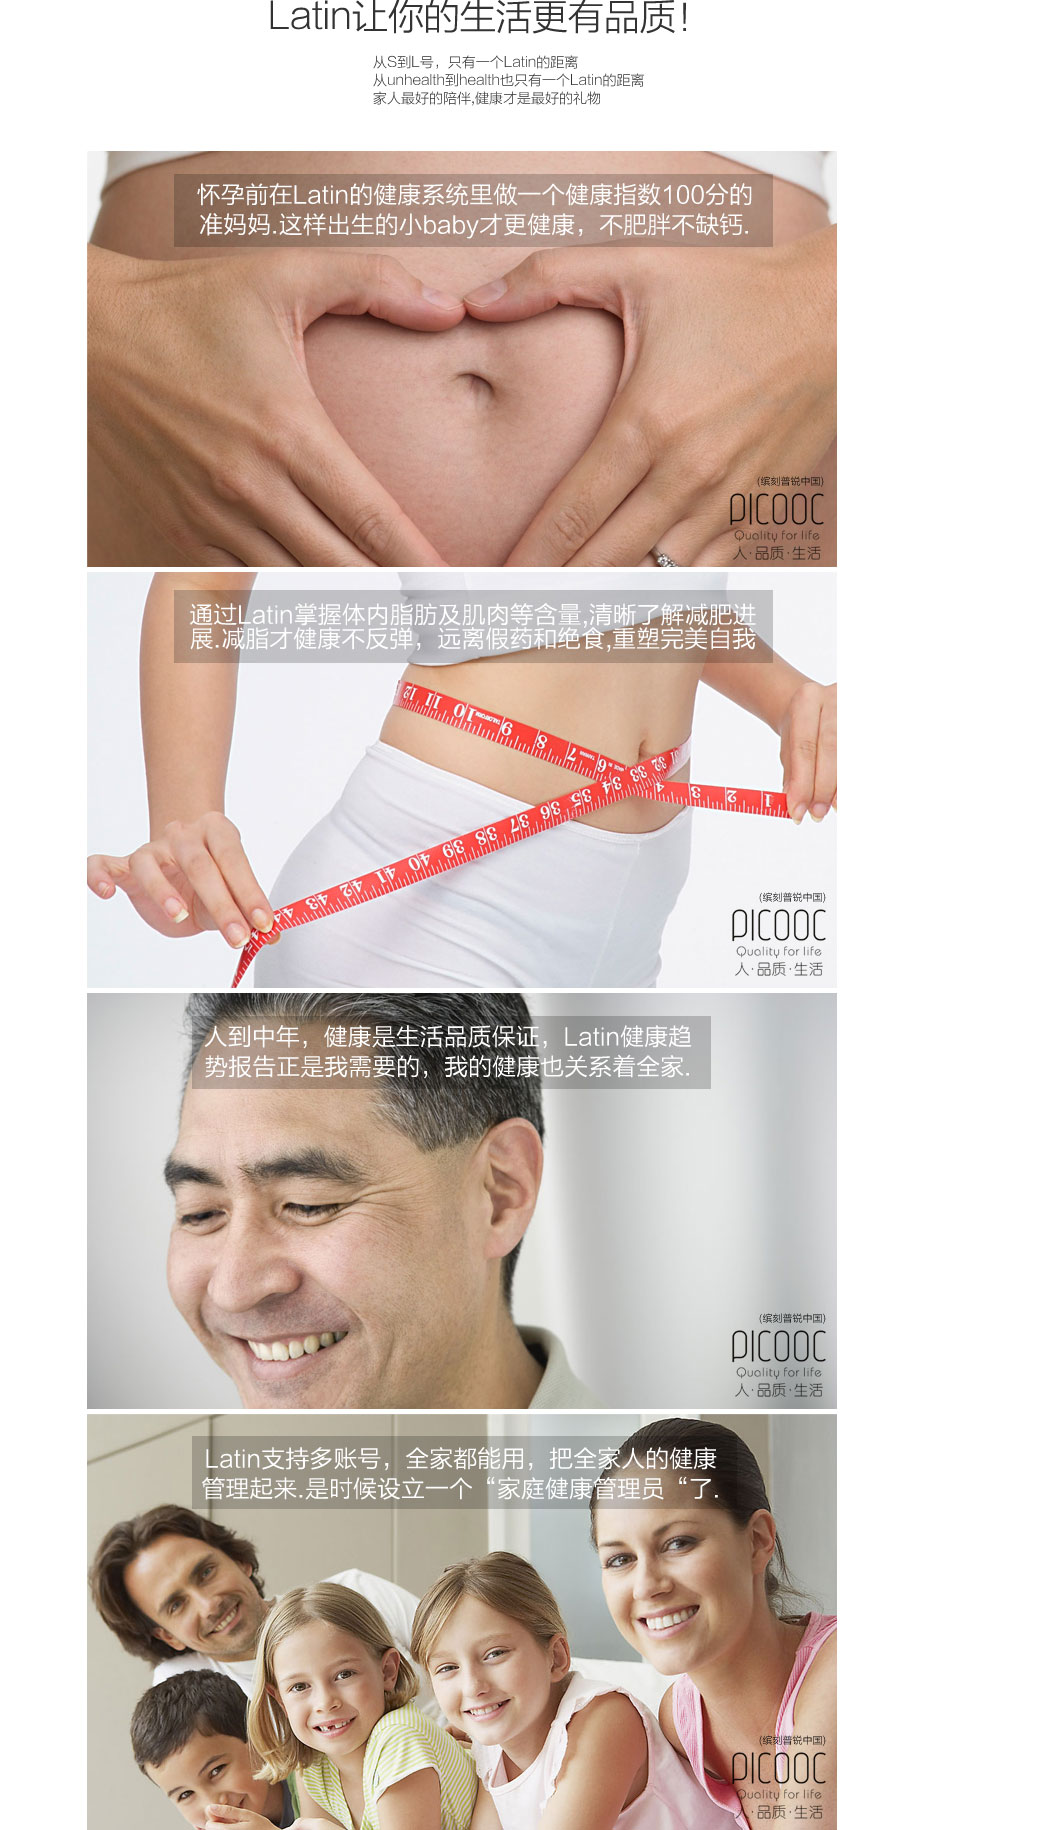 Latin让你的生活更有品质！
从S到L号，只有一个Latin的距离
从unhealth到health也只有一个Latin的距离
家人最好的陪伴,健康才是最好的礼物
怀孕前在Latin的健康系统里做一个健康指数100分的
准妈妈.这样出生的小baby才更健康，不肥胖不缺钙.
(缤刻普锐中国)
PICOOC
Quality for life
人·品质·生活
通过Latin掌握体内脂肪及肌肉等含量,清晰了解减肥进
展.减脂才健康不反弹，远离假药和绝食,重塑完美自我
12 11 10 9 8 7 6 31 32 33 4 3 2 1
34 35 36 37 38 39 40 41 42 43 44
(缤刻普锐中国)
PICOOC
Quality for life
人·品质·生活
人到中年，健康是生活品质保证，Latin健康趋
势报告正是我需要的，我的健康也关系着全家.
(缤刻普锐中国)
PICOOC
Quality for life
人·品质·生活
Latin支持多账号，全家都能用，把全家人的健康
管理起来.是时候设立一个“家庭健康管理员“了.
(缤刻普锐中国)
PICOOC
Quality for life
人·品质·生活